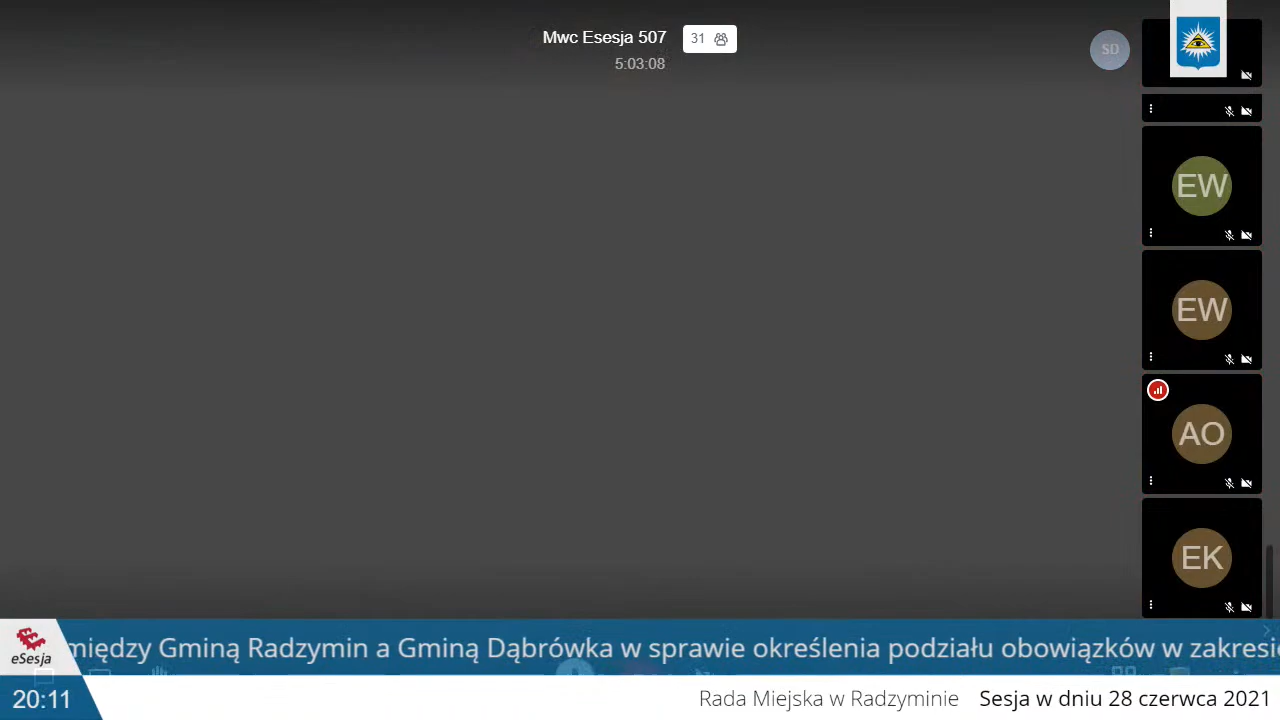 Mwc Esesja 507
31
5:03:08
SD
EW
EW
AO
EK
między Gminą Radzymin a Gminą Dąbrówka w sprawie określenia podziału obowiązków w zakresie
eSesja
20:11
Rada Miejska w Radzyminie Sesja w dniu 28 czerwca 2021